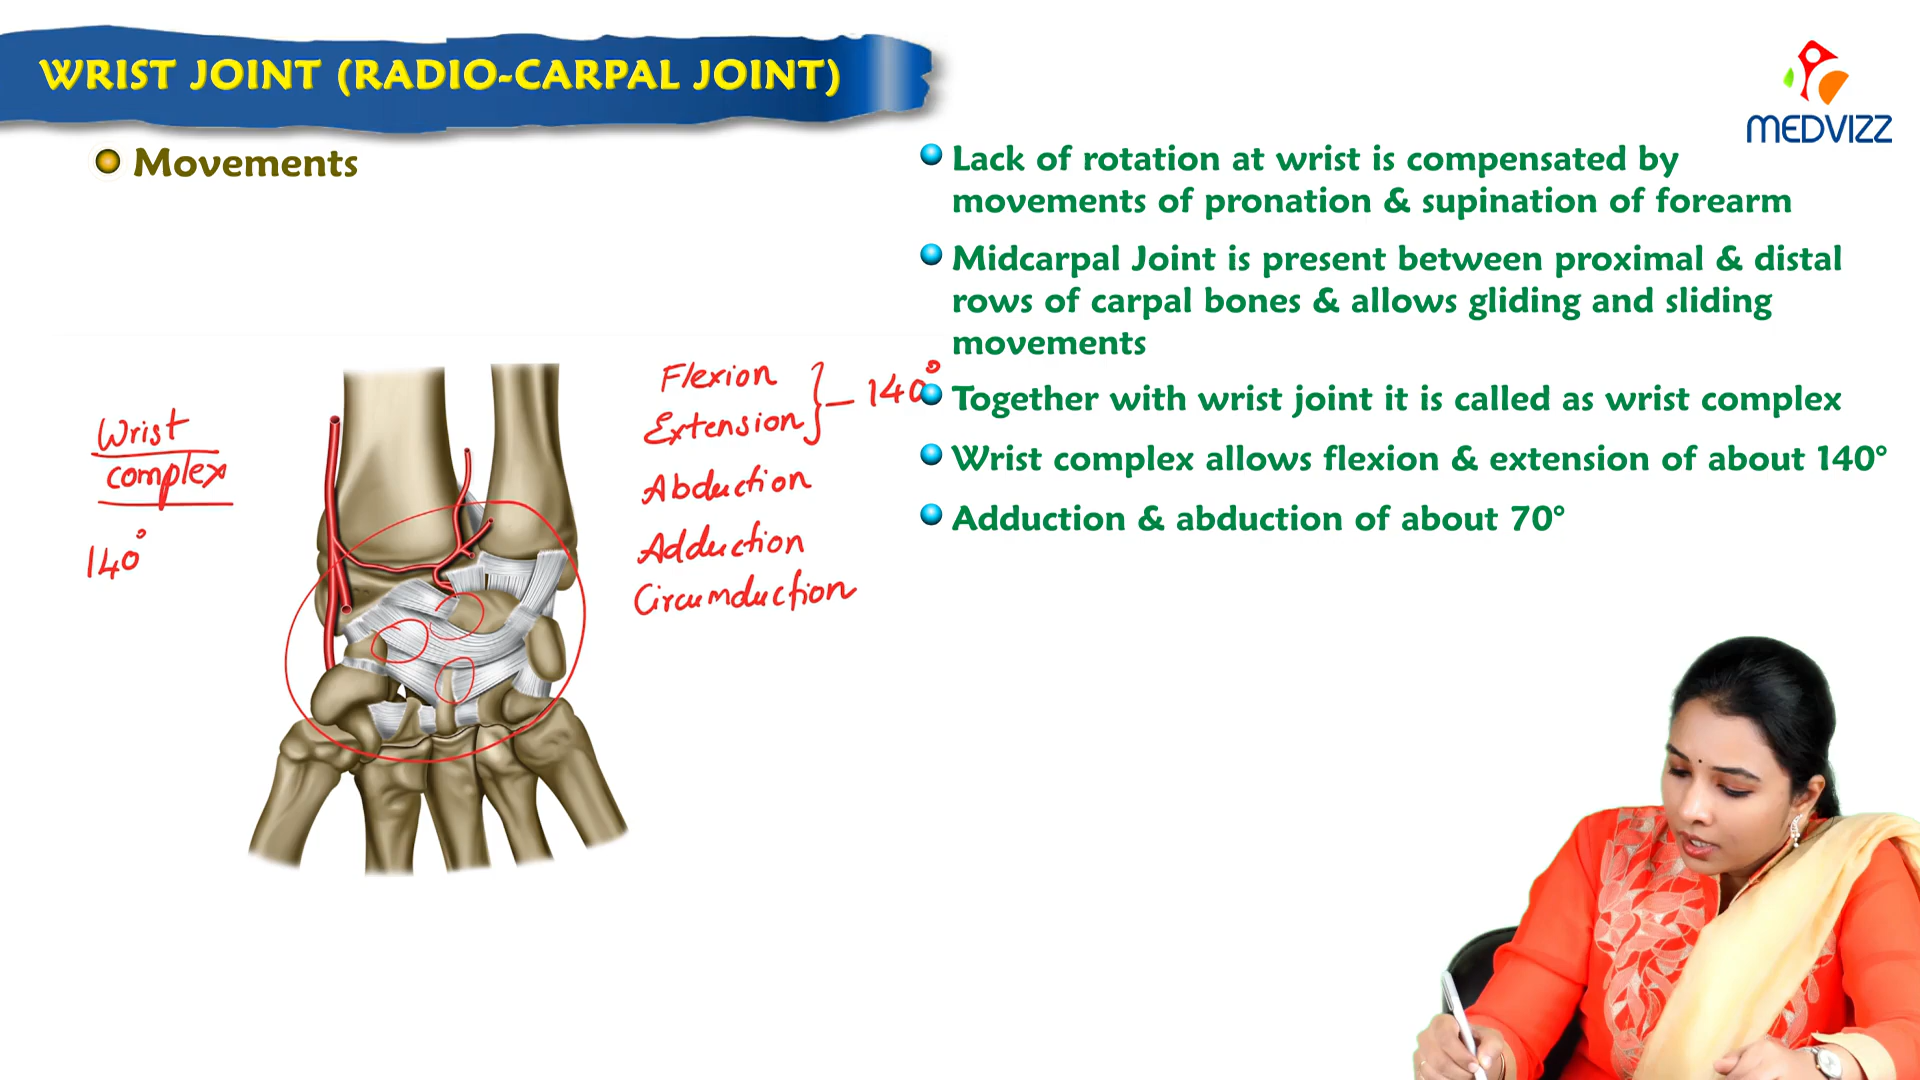 WRIST JOINT (RADIO-CARPAL JOINT)
MEDVIZZ
Movements
Lack of rotation at wrist is compensated by
movements of pronation & supination of forearm
Midcarpal Joint is present between proximal & distal
rows of carpal bones & allows gliding and sliding
movements
Together with wrist joint it is called as wrist complex
Wrist complex allows flexion & extension of about 140°
Adduction & abduction of about 70°
Wrist
complex
140°
Flexion
Extension } - 140°
Abduction
Adduction
Circumduction